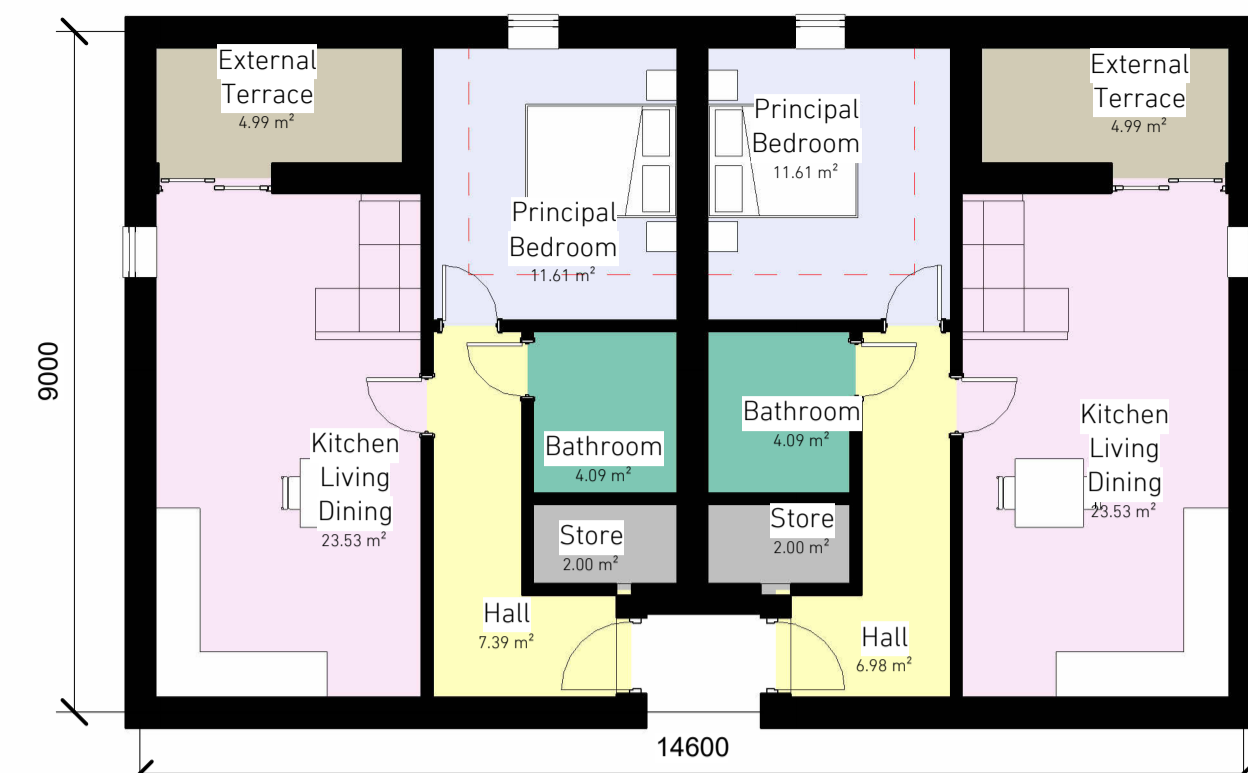 External
Terrace
4.99 m²
External
Terrace
4.99 m²
Principal
Bedroom
11.61 m²
Principal
Bedroom
11.61 m²
9000
Kitchen
Living
Dining
23.53 m²
Bathroom
4.09 m²
Bathroom
4.09 m²
Kitchen
Living
Dining
23.53 m²
Store
2.00 m²
Store
2.00 m²
Hall
7.39 m²
Hall
6.98 m²
14600